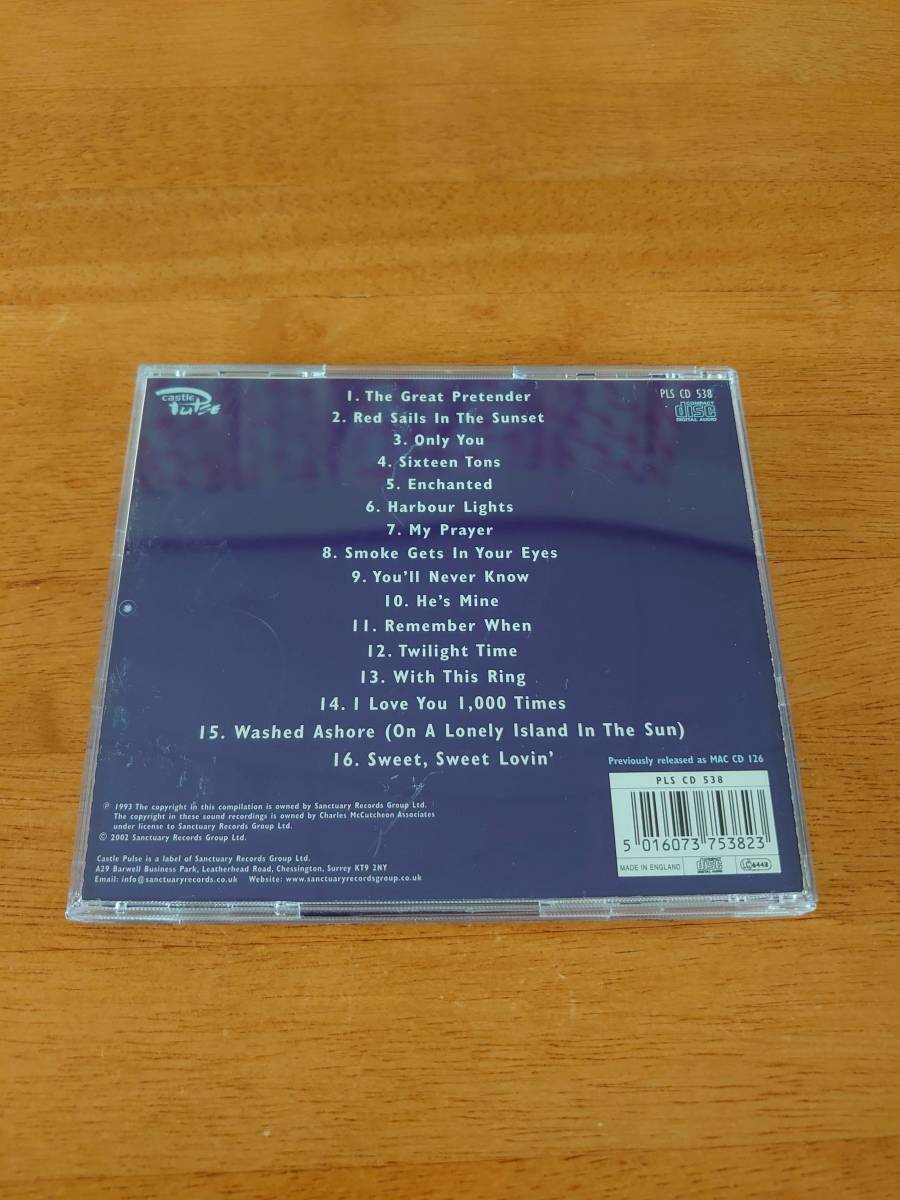 castle
Pulse
PLS CD 538
COMPACT
disc
DIGITAL AUDIO
1. The Great Pretender
2. Red Sails In The Sunset
3. Only You
4. Sixteen Tons
5. Enchanted
6. Harbour Lights
7. My Prayer
8. Smoke Gets In Your Eyes
9. You'll Never Know
10. He's Mine
11. Remember When
12. Twilight Time
13. With This Ring
14. I Love You 1,000 Times
15. Washed Ashore (On A Lonely Island In The Sun)
16. Sweet, Sweet Lovin'
Previously released as MAC CD 126
PLS CD 538
5 016073 753823
MADE IN ENGLAND
disc
DIGITAL AUDIO
LC 6448
℗ 1993 The copyright in this compilation is owned by Sanctuary Records Group Ltd.
The copyright in these sound recordings is owned by Charles McCutcheon Associates
under license to Sanctuary Records Group Ltd.
© 2002 Sanctuary Records Group Ltd.
Castle Pulse is a label of Sanctuary Records Group Ltd.
A29 Barwell Business Park, Leatherhead Road, Chessington, Surrey KT9 2NY
Email: info@sanctuaryrecords.co.uk Website: www.sanctuaryrecordsgroup.co.uk